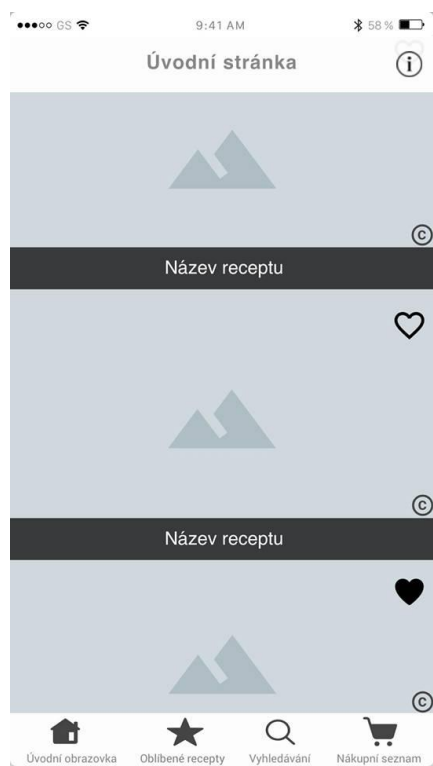 GS 9:41 AM 58 %
Úvodní stránka
i
©
Název receptu
©
Název receptu
©
Úvodní obrazovka Oblíbené recepty Vyhledávání Nákupní seznam